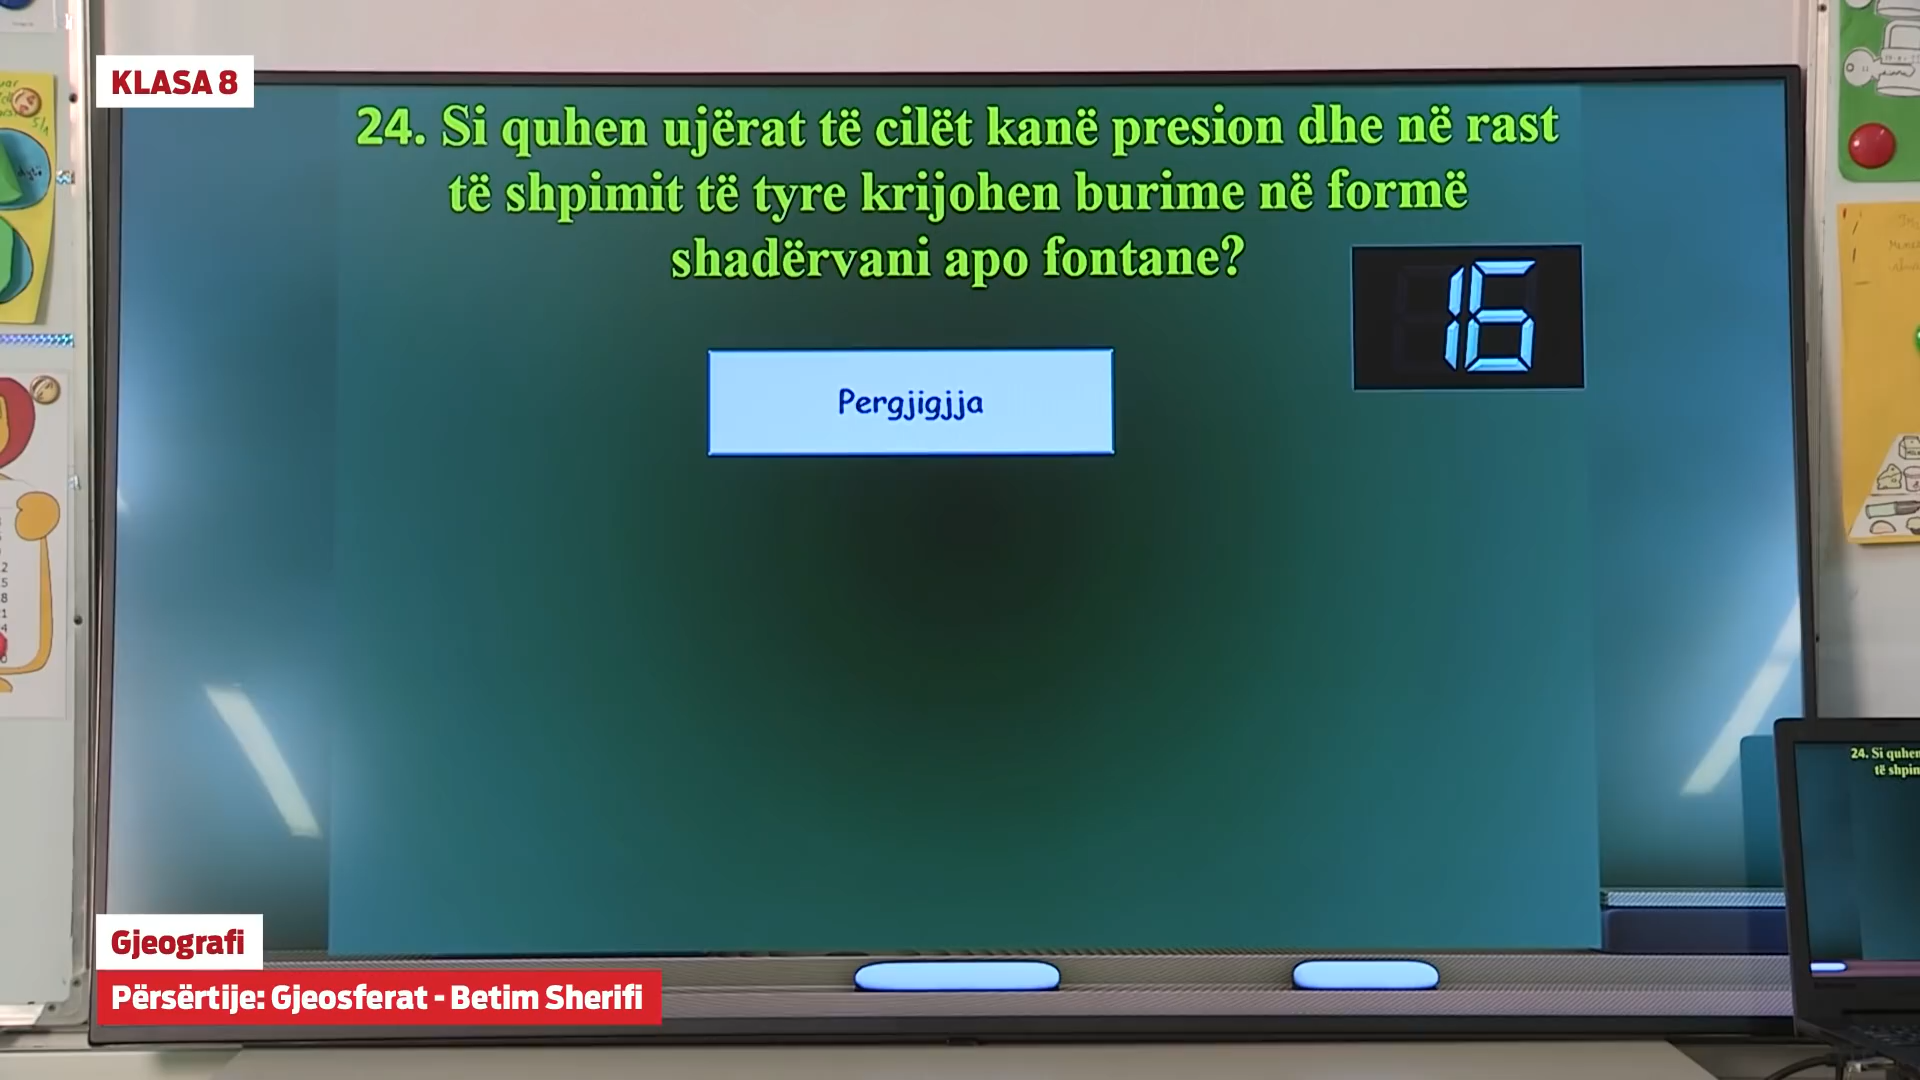 KLASA 8
24. Si quhen ujërat të cilët kanë presion dhe në rast
të shpimit të tyre krijohen burime në formë
shadërvani apo fontane?
16
Pergjigjja
24. Si quhen
të shpim
Gjeografi
Përsërtije: Gjeosferat - Betim Sherifi